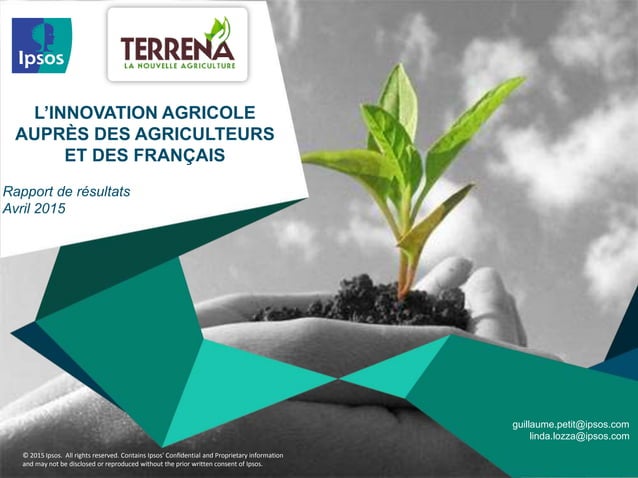 Ipsos
TERRENA
LA NOUVELLE AGRICULTURE
L’INNOVATION AGRICOLE
AUPRÈS DES AGRICULTEURS
ET DES FRANÇAIS
Rapport de résultats
Avril 2015
guillaume.petit@ipsos.com
linda.lozza@ipsos.com
© 2015 Ipsos. All rights reserved. Contains Ipsos' Confidential and Proprietary information
and may not be disclosed or reproduced without the prior written consent of Ipsos.